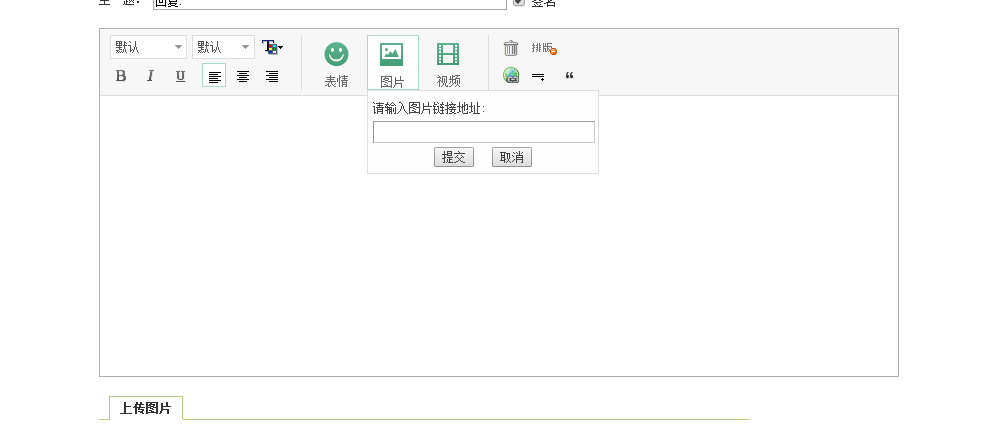 主 题： 回复: 签名
默认 默认 T
B I U 表情 图片 视频 排版
请输入图片链接地址:
提交 取消
上传图片